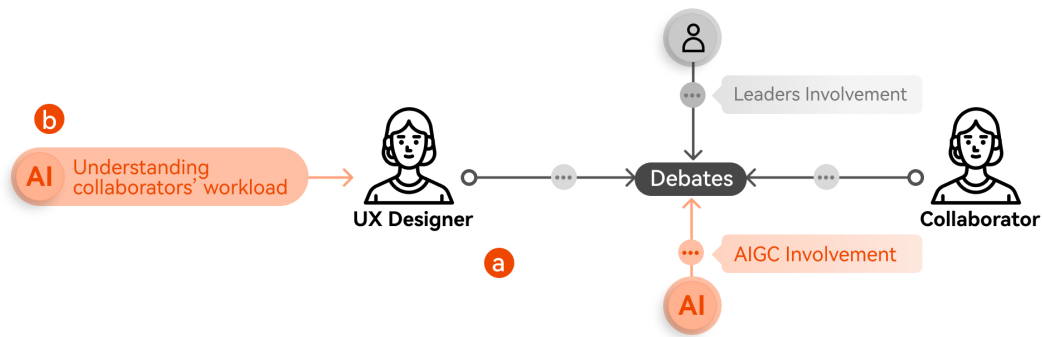 Leaders Involvement
b
AI
Understanding
collaborators' workload
UX Designer
Debates
Collaborator
a
AIGC Involvement
AI